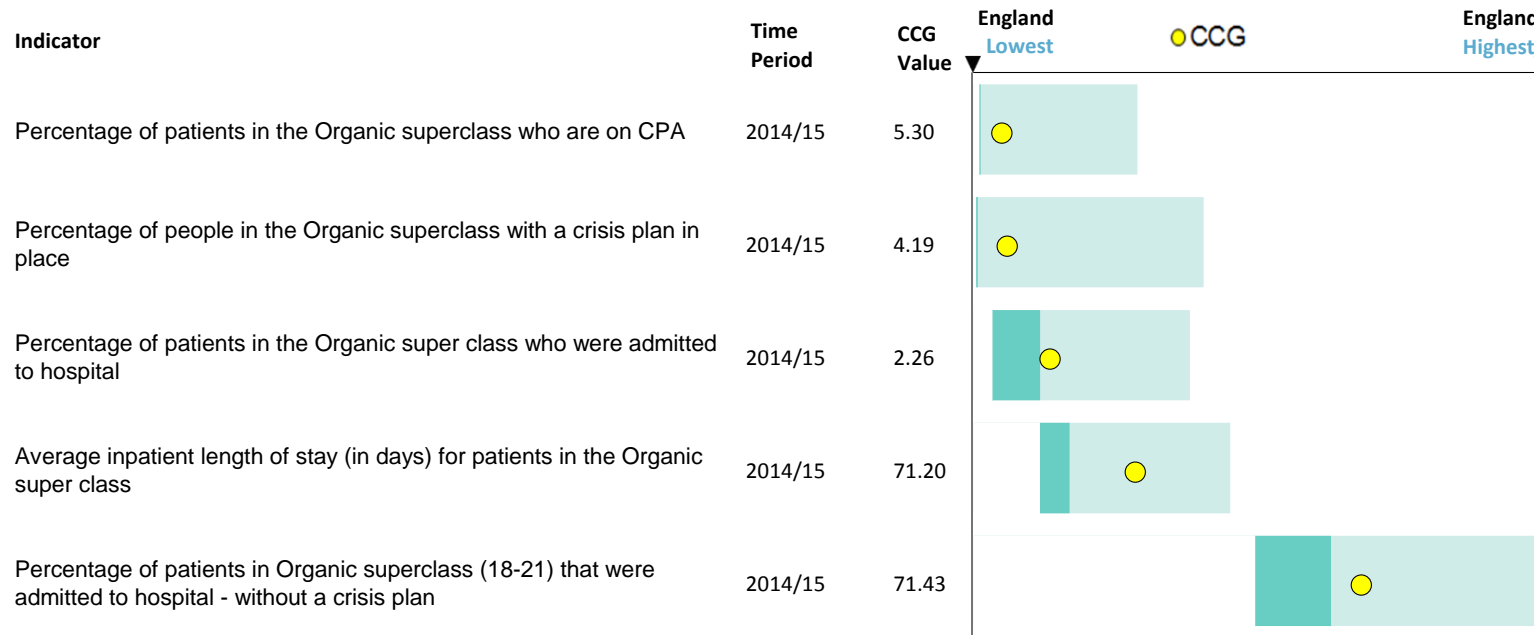 Indicator
Time
Period
CCG
Value
England
Lowest
CCG
England
Highest
Percentage of patients in the Organic superclass who are on CPA 2014/15 5.30
Percentage of people in the Organic superclass with a crisis plan in
place
2014/15 4.19
Percentage of patients in the Organic super class who were admitted
to hospital
2014/15 2.26
Average inpatient length of stay (in days) for patients in the Organic
super class
2014/15 71.20
Percentage of patients in Organic superclass (18-21) that were
admitted to hospital - without a crisis plan
2014/15 71.43